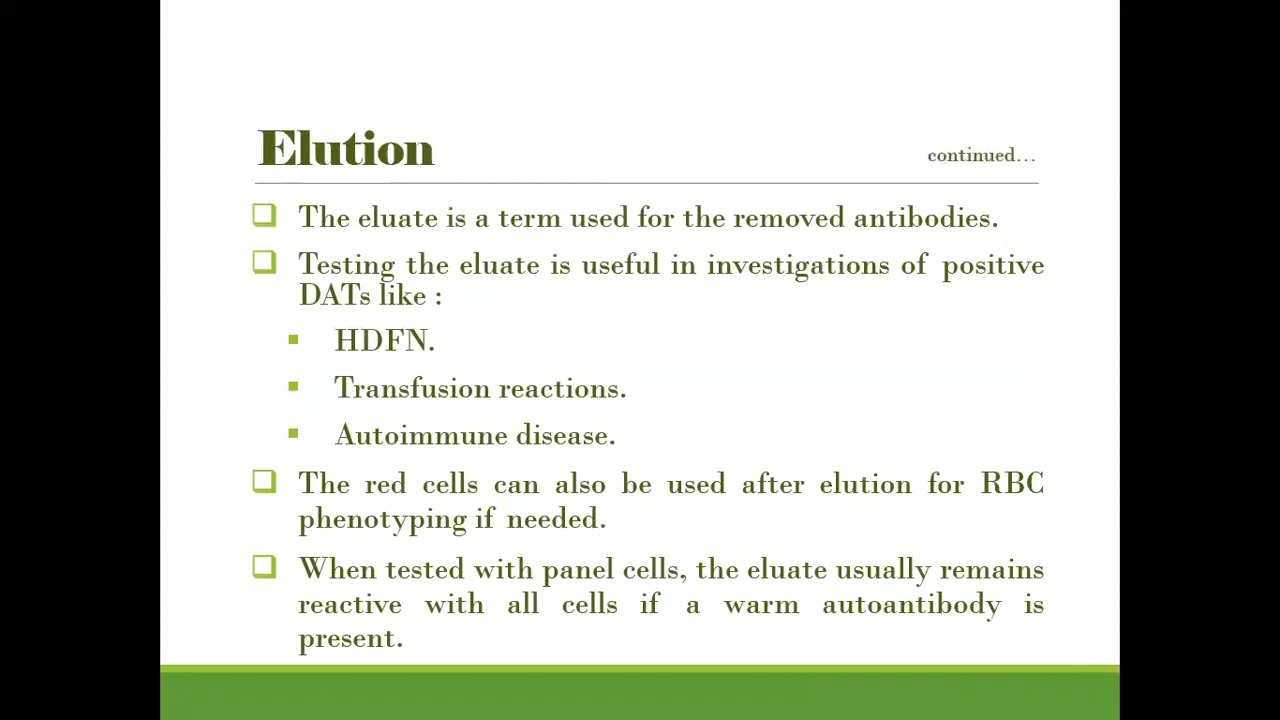 Elution
continued...
The eluate is a term used for the removed antibodies.
Testing the eluate is useful in investigations of positive
DATs like :
HDFN.
Transfusion reactions.
Autoimmune disease.
The red cells can also be used after elution for RBC
phenotyping if needed.
When tested with panel cells, the eluate usually remains
reactive with all cells if a warm autoantibody is
present.